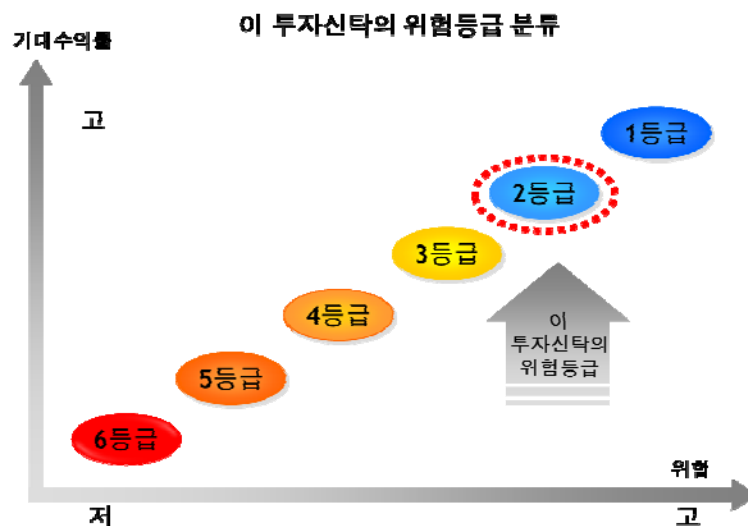 이 투자신탁의 위험등급 분류
기대수익률
고
1등급
2등급
3등급
4등급
이
투자신탁의
위험등급
5등급
6등급
위험
저
고